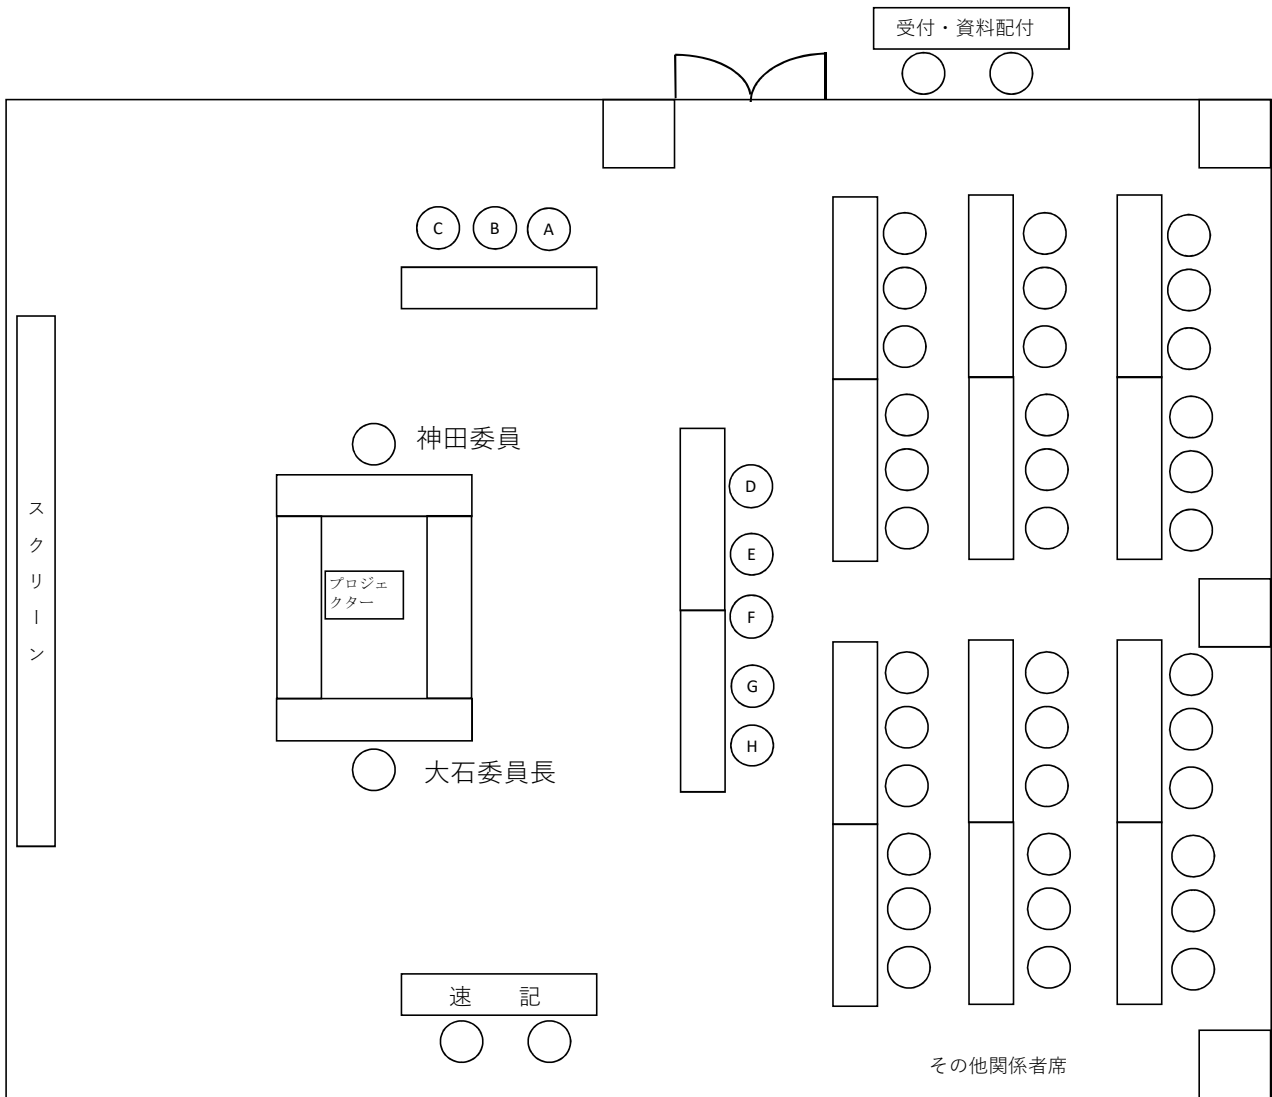 受付・資料配付
C B A
神田委員
スクリーン
プロジェ
クター
D
E
F
G
H
大石委員長
速 記
その他関係者席